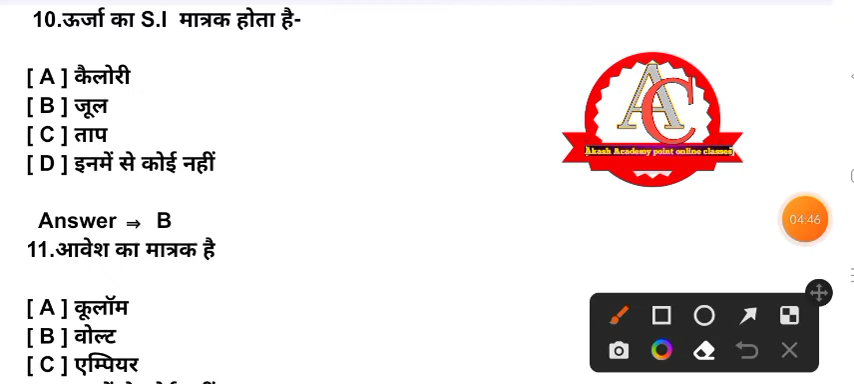 10.ऊर्जा का S.I मात्रक होता है-
[ A ] कैलोरी
[ B ] जूल
[ C ] ताप
[ D ] इनमें से कोई नहीं
AC
Akash Academy point online classes
Answer ⇒ B
04:46
11.आवेश का मात्रक है
[ A ] कूलॉम
[ B ] वोल्ट
[ C ] एम्पियर